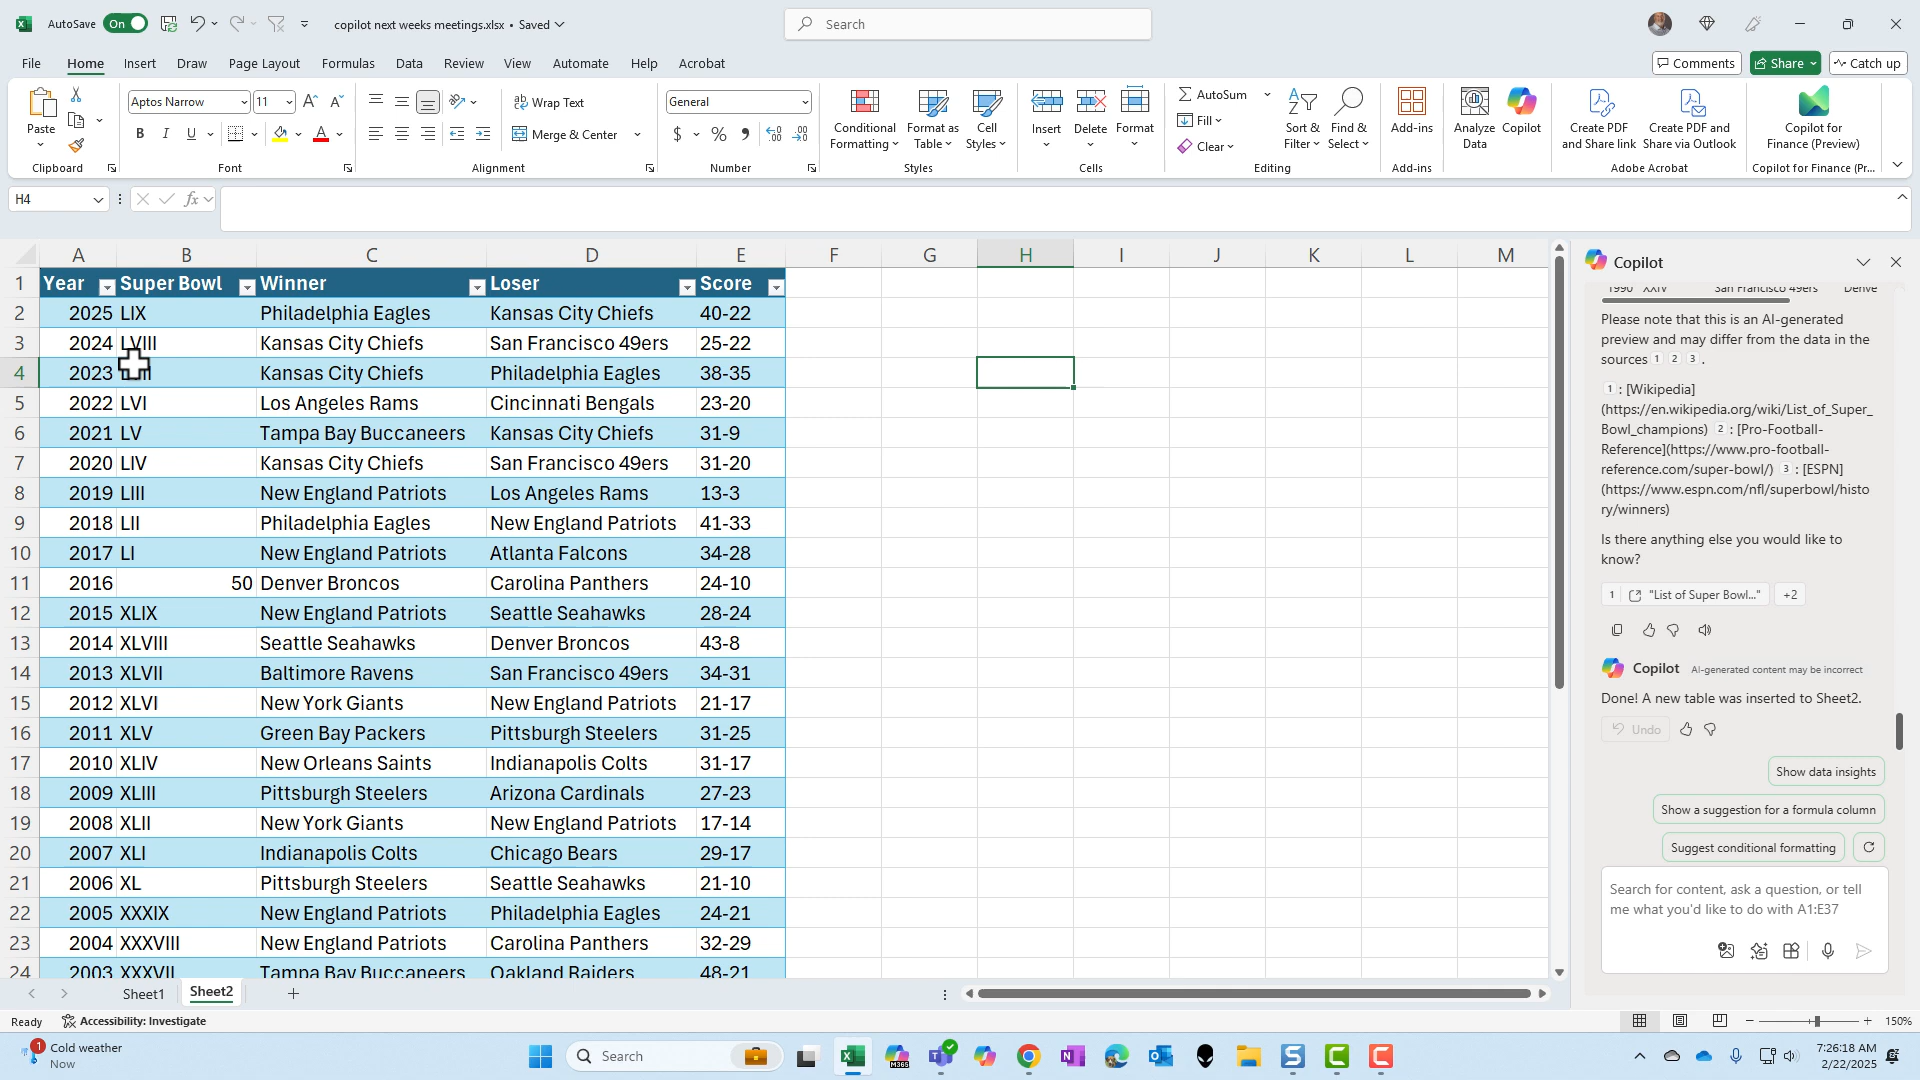 AutoSave On copilot next weeks meetings.xlsx • Saved Search
File Home Insert Draw Page Layout Formulas Data Review View Automate Help Acrobat Comments Share Catch up
Paste
Clipboard
Aptos Narrow 11
B I U
Font
Wrap Text
Merge & Center
Alignment
General
$ %
Number
Conditional Formatting
Format as Table
Cell Styles
Styles
Insert
Delete
Format
Cells
AutoSum
Fill
Clear
Sort & Filter
Find & Select
Editing
Add-ins
Add-ins
Analyze Data
Copilot
Create PDF and Share link
Create PDF and Share via Outlook
Adobe Acrobat
Copilot for Finance (Preview)
Copilot for Finance (Pr...
H4 fx
A B C D E F G H I J K L M
1 Year Super Bowl Winner Loser Score
2 2025 LIX Philadelphia Eagles Kansas City Chiefs 40-22
3 2024 LVIII Kansas City Chiefs San Francisco 49ers 25-22
4 2023 Kansas City Chiefs Philadelphia Eagles 38-35
5 2022 LVI Los Angeles Rams Cincinnati Bengals 23-20
6 2021 LV Tampa Bay Buccaneers Kansas City Chiefs 31-9
7 2020 LIV Kansas City Chiefs San Francisco 49ers 31-20
8 2019 LIII New England Patriots Los Angeles Rams 13-3
9 2018 LII Philadelphia Eagles New England Patriots 41-33
10 2017 LI New England Patriots Atlanta Falcons 34-28
11 2016 50 Denver Broncos Carolina Panthers 24-10
12 2015 XLIX New England Patriots Seattle Seahawks 28-24
13 2014 XLVIII Seattle Seahawks Denver Broncos 43-8
14 2013 XLVII Baltimore Ravens San Francisco 49ers 34-31
15 2012 XLVI New York Giants New England Patriots 21-17
16 2011 XLV Green Bay Packers Pittsburgh Steelers 31-25
17 2010 XLIV New Orleans Saints Indianapolis Colts 31-17
18 2009 XLIII Pittsburgh Steelers Arizona Cardinals 27-23
19 2008 XLII New York Giants New England Patriots 17-14
20 2007 XLI Indianapolis Colts Chicago Bears 29-17
21 2006 XL Pittsburgh Steelers Seattle Seahawks 21-10
22 2005 XXXIX New England Patriots Philadelphia Eagles 24-21
23 2004 XXXVIII New England Patriots Carolina Panthers 32-29
24 2003 XXXVII Tampa Bay Buccaneers Oakland Raiders 48-21
Copilot
1990 XXIV San Francisco 49ers Denve
Please note that this is an AI-generated
preview and may differ from the data in the
sources 1 2 3 .
1 : [Wikipedia]
(https://en.wikipedia.org/wiki/List_of_Super_
Bowl_champions) 2 : [Pro-Football-
Reference](https://www.pro-football-
reference.com/super-bowl/) 3 : [ESPN]
(https://www.espn.com/nfl/superbowl/histo
ry/winners)
Is there anything else you would like to
know?
1 "List of Super Bowl..." +2
Copilot AI-generated content may be incorrect
Done! A new table was inserted to Sheet2.
Undo
Show data insights
Show a suggestion for a formula column
Suggest conditional formatting
Search for content, ask a question, or tell
me what you'd like to do with A1:E37
Sheet1 Sheet2
Ready Accessibility: Investigate 150%
1 Cold weather
Now
Search
M365
7:26:18 AM
2/22/2025